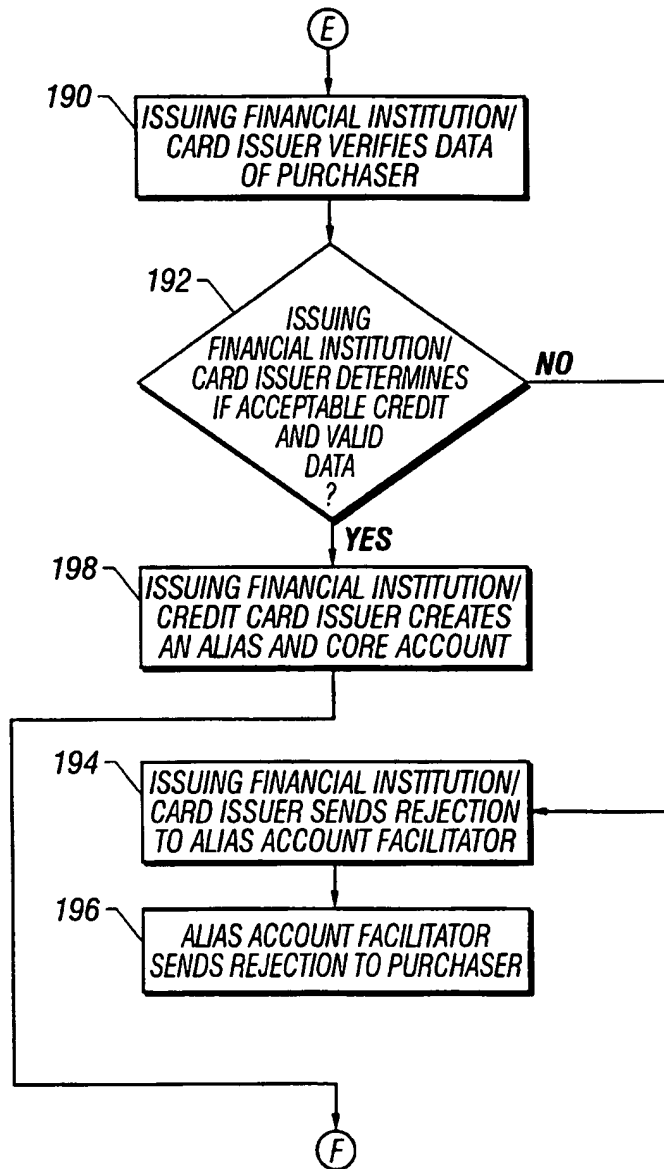 E
190
ISSUING FINANCIAL INSTITUTION/
CARD ISSUER VERIFIES DATA
OF PURCHASER
192
ISSUING
FINANCIAL INSTITUTION/
CARD ISSUER DETERMINES
IF ACCEPTABLE CREDIT
AND VALID
DATA
?
NO
YES
198
ISSUING FINANCIAL INSTITUTION/
CREDIT CARD ISSUER CREATES
AN ALIAS AND CORE ACCOUNT
194
ISSUING FINANCIAL INSTITUTION/
CARD ISSUER SENDS REJECTION
TO ALIAS ACCOUNT FACILITATOR
196
ALIAS ACCOUNT FACILITATOR
SENDS REJECTION TO PURCHASER
F